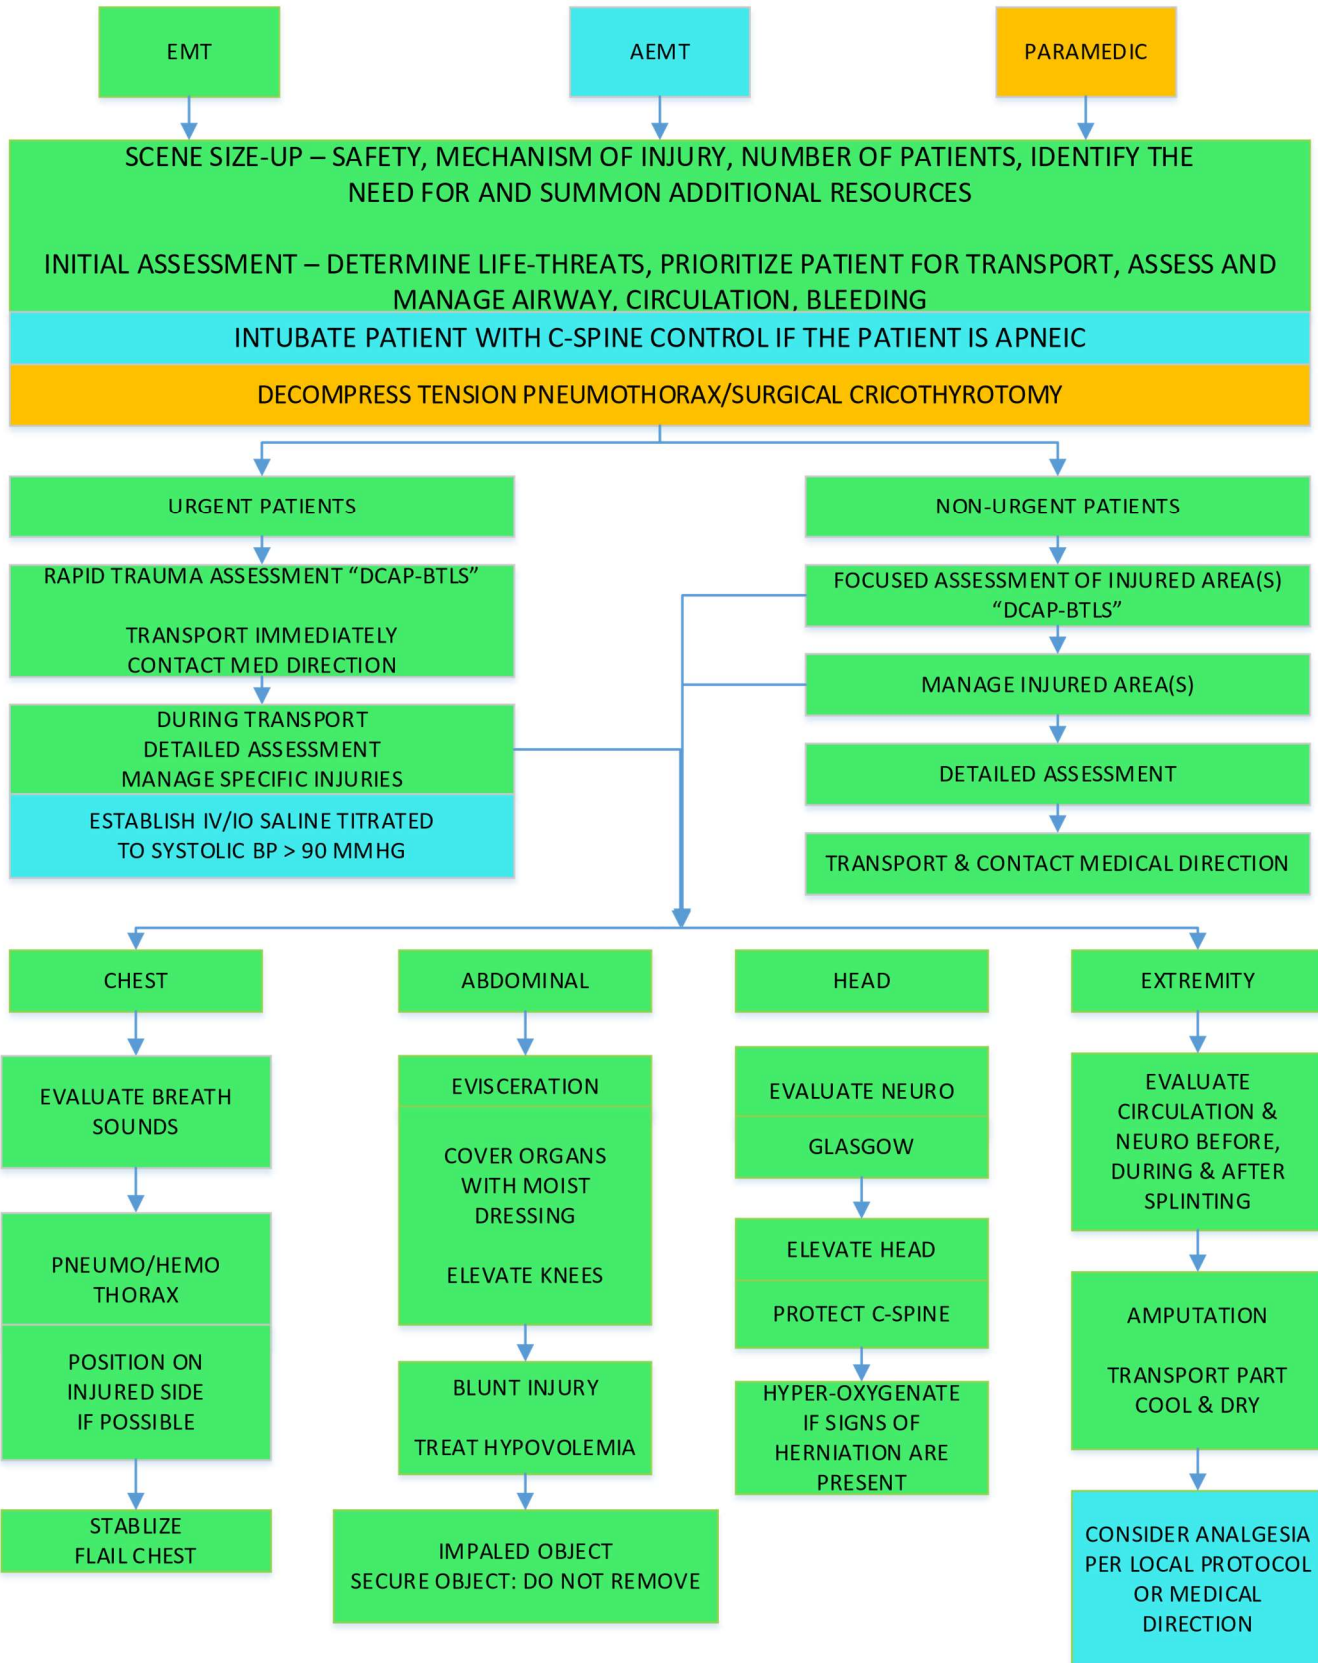 EMT
AEMT
PARAMEDIC
SCENE SIZE-UP – SAFETY, MECHANISM OF INJURY, NUMBER OF PATIENTS, IDENTIFY THE
NEED FOR AND SUMMON ADDITIONAL RESOURCES
INITIAL ASSESSMENT – DETERMINE LIFE-THREATS, PRIORITIZE PATIENT FOR TRANSPORT, ASSESS AND
MANAGE AIRWAY, CIRCULATION, BLEEDING
INTUBATE PATIENT WITH C-SPINE CONTROL IF THE PATIENT IS APNEIC
DECOMPRESS TENSION PNEUMOTHORAX/SURGICAL CRICOTHYROTOMY
URGENT PATIENTS
RAPID TRAUMA ASSESSMENT “DCAP-BTLS”
TRANSPORT IMMEDIATELY
CONTACT MED DIRECTION
DURING TRANSPORT
DETAILED ASSESSMENT
MANAGE SPECIFIC INJURIES
ESTABLISH IV/IO SALINE TITRATED
TO SYSTOLIC BP > 90 MMHG
NON-URGENT PATIENTS
FOCUSED ASSESSMENT OF INJURED AREA(S)
“DCAP-BTLS”
MANAGE INJURED AREA(S)
DETAILED ASSESSMENT
TRANSPORT & CONTACT MEDICAL DIRECTION
CHEST
EVALUATE BREATH
SOUNDS
PNEUMO/HEMO
THORAX
POSITION ON
INJURED SIDE
IF POSSIBLE
STABLIZE
FLAIL CHEST
ABDOMINAL
EVISCERATION
COVER ORGANS
WITH MOIST
DRESSING
ELEVATE KNEES
BLUNT INJURY
TREAT HYPOVOLEMIA
IMPALED OBJECT
SECURE OBJECT: DO NOT REMOVE
HEAD
EVALUATE NEURO
GLASGOW
ELEVATE HEAD
PROTECT C-SPINE
HYPER-OXYGENATE
IF SIGNS OF
HERNIATION ARE
PRESENT
EXTREMITY
EVALUATE
CIRCULATION &
NEURO BEFORE,
DURING & AFTER
SPLINTING
AMPUTATION
TRANSPORT PART
COOL & DRY
CONSIDER ANALGESIA
PER LOCAL PROTOCOL
OR MEDICAL
DIRECTION